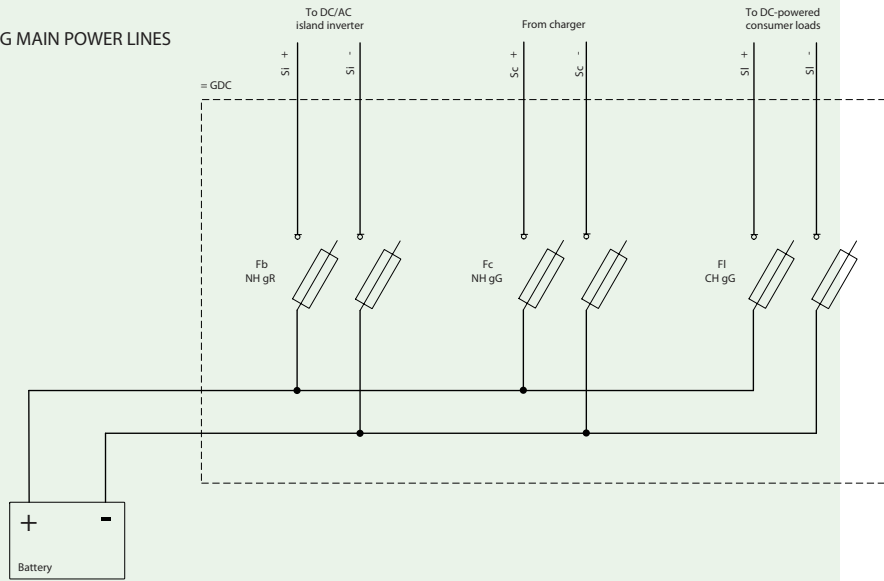 G MAIN POWER LINES
To DC/AC
island inverter
From charger
To DC-powered
consumer loads
Si +
Si -
Sc +
Sc -
Sl +
Sl -
= GDC
Fb
NH gR
Fc
NH gG
Fl
CH gG
+ -
Battery